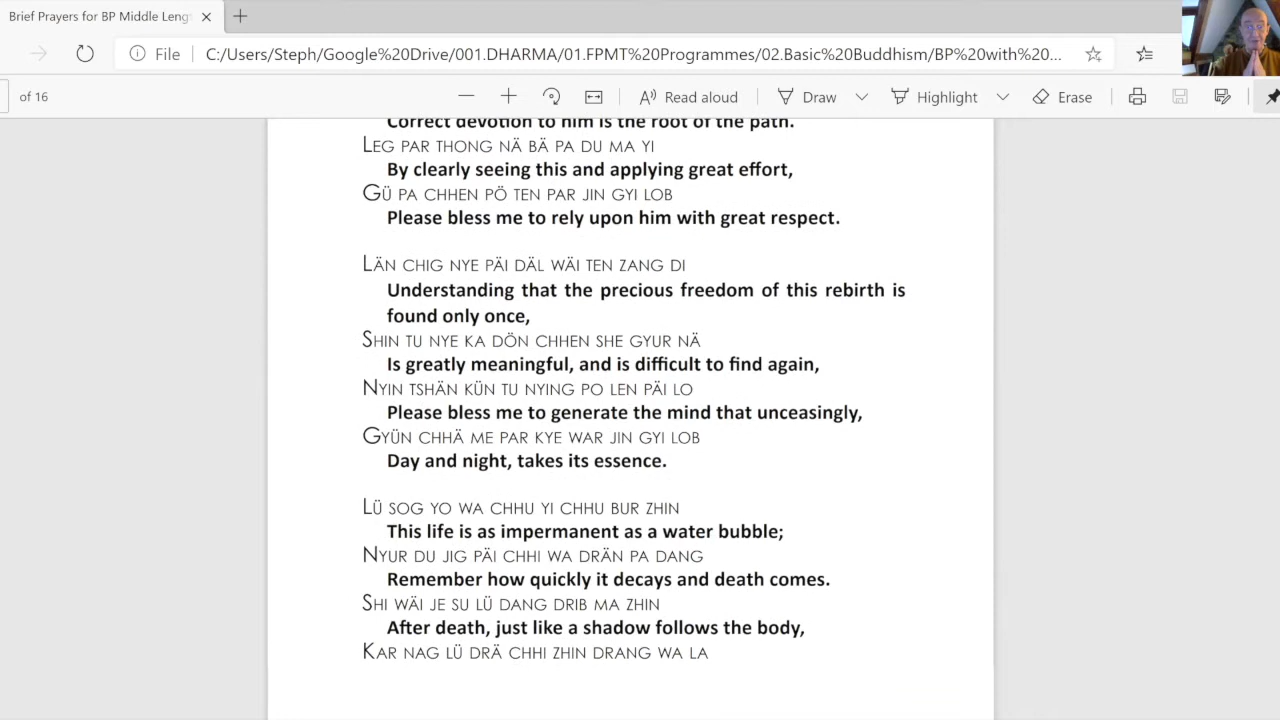 Brief Prayers for BP Middle Leng
File
C:/Users/Steph/Google%20Drive/001.DHARMA/01.FPMT%20Programmes/02.Basic%20Buddhism/BP%20with%20...
of 16
Read aloud
Draw
Highlight
Erase
Correct devotion to him is the root of the path.
LEG PAR THONG NÄ BÄ PA DU MA YI
By clearly seeing this and applying great effort,
GÜ PA CHHEN PÖ TEN PAR JIN GYI LOB
Please bless me to rely upon him with great respect.
LÄN CHIG NYE PÄI DÄL WÄI TEN ZANG DI
Understanding that the precious freedom of this rebirth is
found only once,
SHIN TU NYE KA DÖN CHHEN SHE GYUR NÄ
Is greatly meaningful, and is difficult to find again,
NYIN TSHÄN KÜN TU NYING PO LEN PÄI LO
Please bless me to generate the mind that unceasingly,
GYÜN CHHÄ ME PAR KYE WAR JIN GYI LOB
Day and night, takes its essence.
LÜ SOG YO WA CHHU YI CHHU BUR ZHIN
This life is as impermanent as a water bubble;
NYUR DU JIG PÄI CHHI WA DRÄN PA DANG
Remember how quickly it decays and death comes.
SHI WÄI JE SU LÜ DANG DRIB MA ZHIN
After death, just like a shadow follows the body,
KAR NAG LÜ DRÄ CHHI ZHIN DRANG WA LA